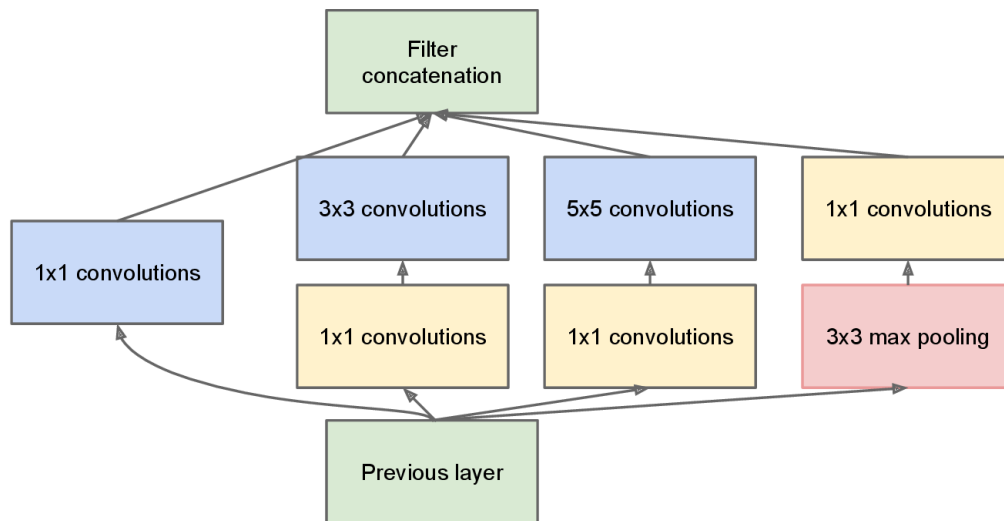 Filter
concatenation
3x3 convolutions
5x5 convolutions
1x1 convolutions
1x1 convolutions
1x1 convolutions
1x1 convolutions
3x3 max pooling
Previous layer